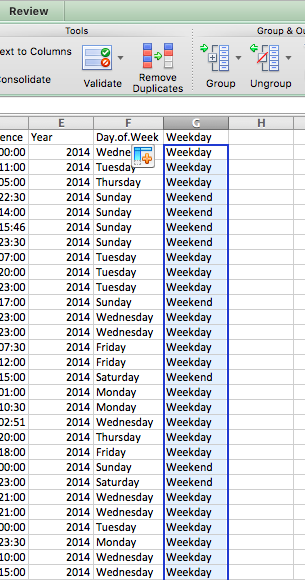 Review
Tools Group & Ou
ext to Columns
onsolidate
Validate Remove Duplicates Group Ungroup
E F G H
ence Year Day.of.Week Weekday
00:00 2014 Wedne Weekday
11:00 2014 Tuesday Weekday
05:00 2014 Thursday Weekday
22:30 2014 Sunday Weekend
14:00 2014 Sunday Weekend
15:46 2014 Sunday Weekend
23:30 2014 Sunday Weekend
07:00 2014 Tuesday Weekday
20:00 2014 Tuesday Weekday
23:00 2014 Tuesday Weekday
17:00 2014 Sunday Weekend
23:00 2014 Wednesday Weekday
23:00 2014 Wednesday Weekday
07:30 2014 Friday Weekday
12:00 2014 Friday Weekday
15:00 2014 Saturday Weekend
01:00 2014 Monday Weekday
10:30 2014 Monday Weekday
02:51 2014 Wednesday Weekday
20:00 2014 Thursday Weekday
18:00 2014 Friday Weekday
00:00 2014 Sunday Weekend
23:00 2014 Saturday Weekend
21:00 2014 Wednesday Weekday
21:00 2014 Wednesday Weekday
00:00 2014 Tuesday Weekday
23:30 2014 Monday Weekday
10:00 2014 Wednesday Weekday
15:00 2014 Wednesday Weekday